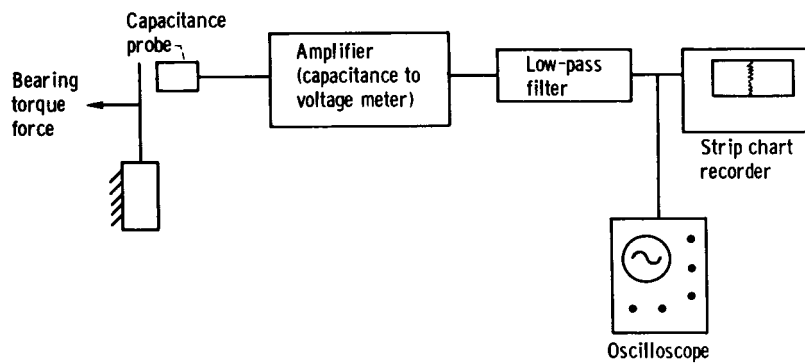 Capacitance
probe
Bearing
torque
force
Amplifier
(capacitance to
voltage meter)
Low-pass
filter
Strip chart
recorder
Oscilloscope